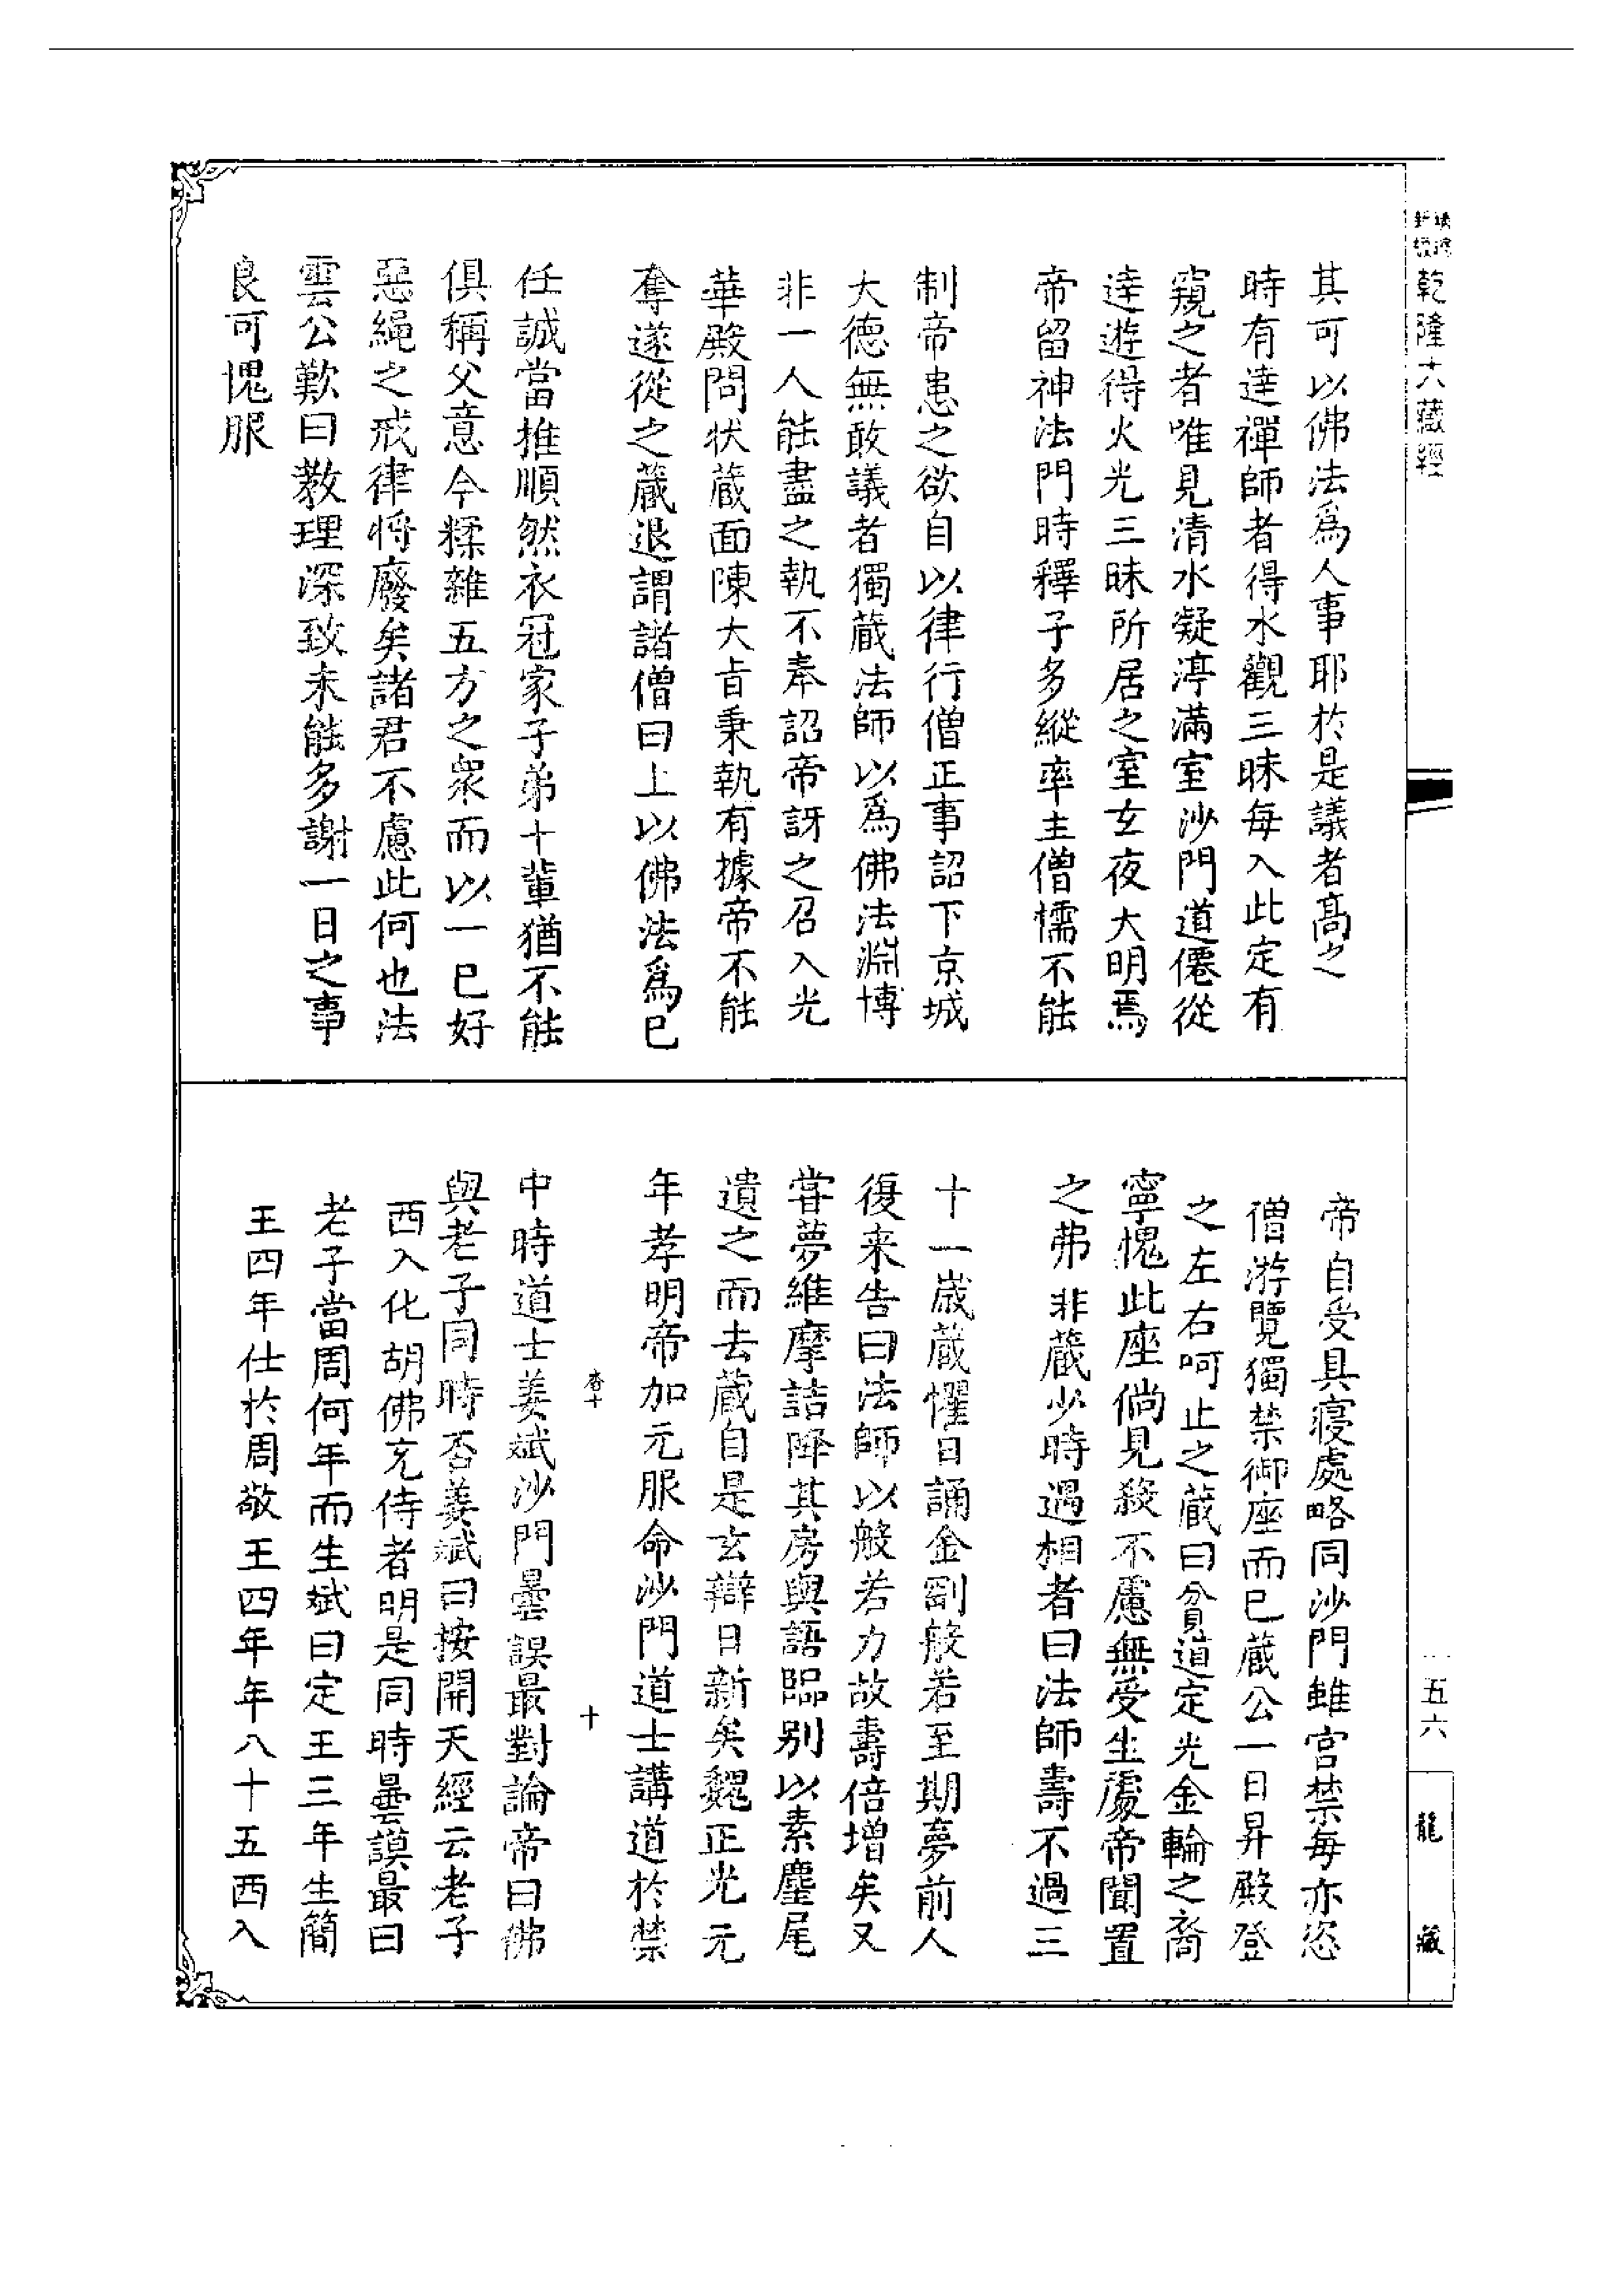 乾隆大藏經
其可以佛法爲人事耶於是議者高之
時有達禪師者得水觀三昧每入此定有
窺之者唯見清水凝渟滿室沙門道僊從
達遊得火光三昧所居之室玄夜大明焉
帝留神法門時釋子多縱率主僧懦不能
制帝患之欲自以律行僧正事詔下京城
大德無敢議者獨蔵法師以爲佛法淵博
非一人能盡之執不奉詔帝訝之召入光
華殿問狀蔵面陳大旨秉執有據帝不能
奪遂從之蔵退謂諸僧曰上以佛法爲已
任誠當推順然衣冠家子弟十輩猶不能
俱稱父意今糅雜五方之衆而以一已好
惡繩之戒律將廢矣諸君不慮此何也法
雲公歎曰教理深致未能多謝一日之事
良可愧服
帝自受具寢處略同沙門雖宮禁每亦恣
僧游覽獨禁御座而已蔵公一日昇殿登
之左右呵止之蔵曰貧道定光金輪之裔
寧愧此座倘見殺不慮無受生處帝聞置
之弗非蔵少時遇相者曰法師壽不過三
十一歲蔵懼日誦金剛般若至期夢前人
復来告曰法師以般若力故壽倍增矣又
甞夢維摩詰降其房與語臨别以素麈尾
遺之而去蔵自是玄辯日新矣魏正光元
年孝明帝加元服命沙門道士講道於禁
卷十
十
中時道士姜斌沙門曇謨最對論帝曰佛
與老子同時否姜斌曰按開天經云老子
西入化胡佛充侍者明是同時曇謨最曰
老子當周何年而生斌曰定王三年生簡
王四年仕於周敬王四年年八十五西入
一五六
龍
藏